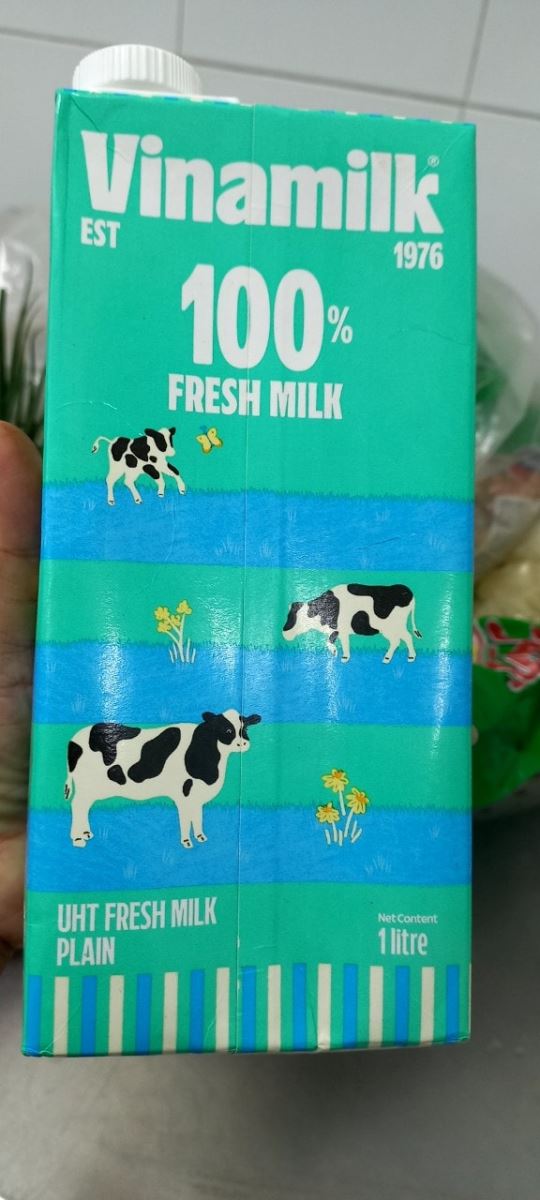 Vinamilk®
EST 1976
100%
FRESH MILK
UHT FRESH MILK
PLAIN
Net Content
1 litre